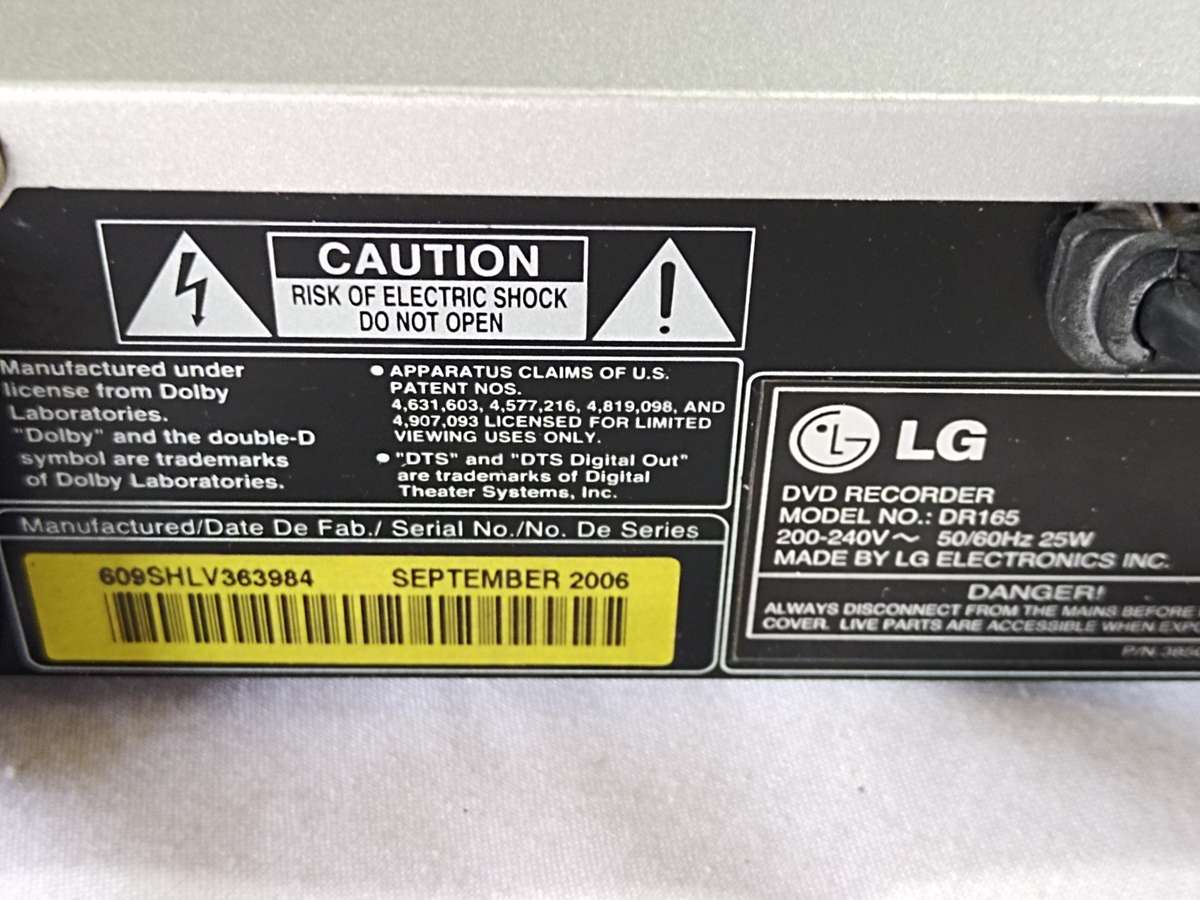 CAUTION
RISK OF ELECTRIC SHOCK
DO NOT OPEN
Manufactured under
license from Dolby
Laboratories.
"Dolby" and the double-D
symbol are trademarks
of Dolby Laboratories.
● APPARATUS CLAIMS OF U.S.
PATENT NOS.
4,631,603, 4,577,216, 4,819,098, AND
4,907,093 LICENSED FOR LIMITED
VIEWING USES ONLY.
● "DTS" and "DTS Digital Out"
are trademarks of Digital
Theater Systems, Inc.
Manufactured/Date De Fab./ Serial No./No. De Series
609SHLV363984 SEPTEMBER 2006
LG
DVD RECORDER
MODEL NO.: DR165
200-240V~ 50/60Hz 25W
MADE BY LG ELECTRONICS INC.
DANGER!
ALWAYS DISCONNECT FROM THE MAINS BEFORE
COVER. LIVE PARTS ARE ACCESSIBLE WHEN
P/N